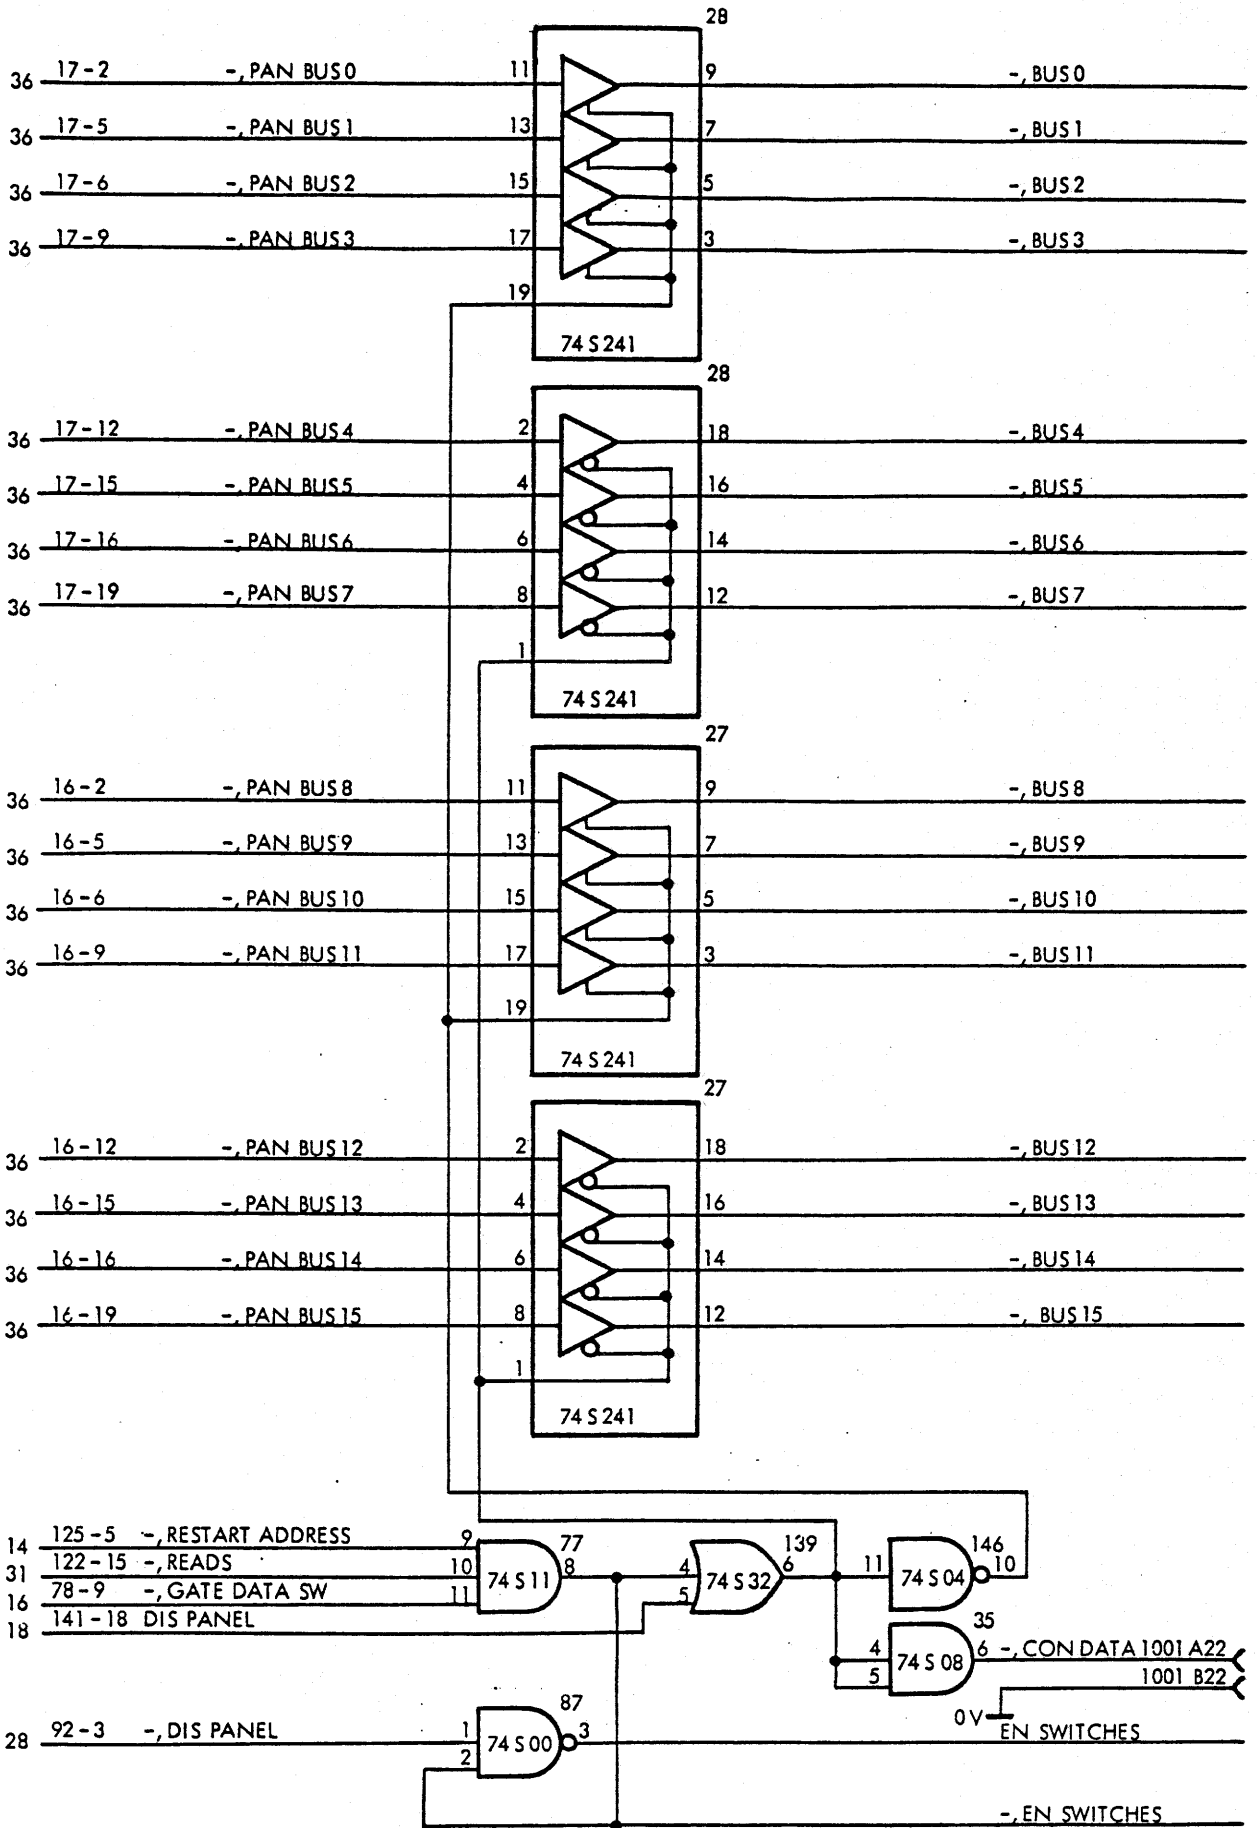 28
36 17-2 -, PAN BUS 0 11 9 -, BUS 0
36 17-5 -, PAN BUS 1 13 7 -, BUS 1
36 17-6 -, PAN BUS 2 15 5 -, BUS 2
36 17-9 -, PAN BUS 3 17 3 -, BUS 3
19
74 S 241
28
36 17-12 -, PAN BUS 4 2 18 -, BUS 4
36 17-15 -, PAN BUS 5 4 16 -, BUS 5
36 17-16 -, PAN BUS 6 6 14 -, BUS 6
36 17-19 -, PAN BUS 7 8 12 -, BUS 7
1
74 S 241
27
36 16-2 -, PAN BUS 8 11 9 -, BUS 8
36 16-5 -, PAN BUS 9 13 7 -, BUS 9
36 16-6 -, PAN BUS 10 15 5 -, BUS 10
36 16-9 -, PAN BUS 11 17 3 -, BUS 11
19
74 S 241
27
36 16-12 -, PAN BUS 12 2 18 -, BUS 12
36 16-15 -, PAN BUS 13 4 16 -, BUS 13
36 16-16 -, PAN BUS 14 6 14 -, BUS 14
36 16-19 -, PAN BUS 15 8 12 -, BUS 15
1
74 S 241
77 139 146
14 125-5 -, RESTART ADDRESS 9
31 122-15 -, READS 10 74 S 11 8 4 74 S 32 6 11 74 S 04 10
16 78-9 -, GATE DATA SW 11 5
18 141-18 DIS PANEL
35
4 74 S 08 6 -, CON DATA 1001 A22
5 1001 B22
0V
87
28 92-3 -, DIS PANEL 1 74 S 00 3 EN SWITCHES
2
-, EN SWITCHES